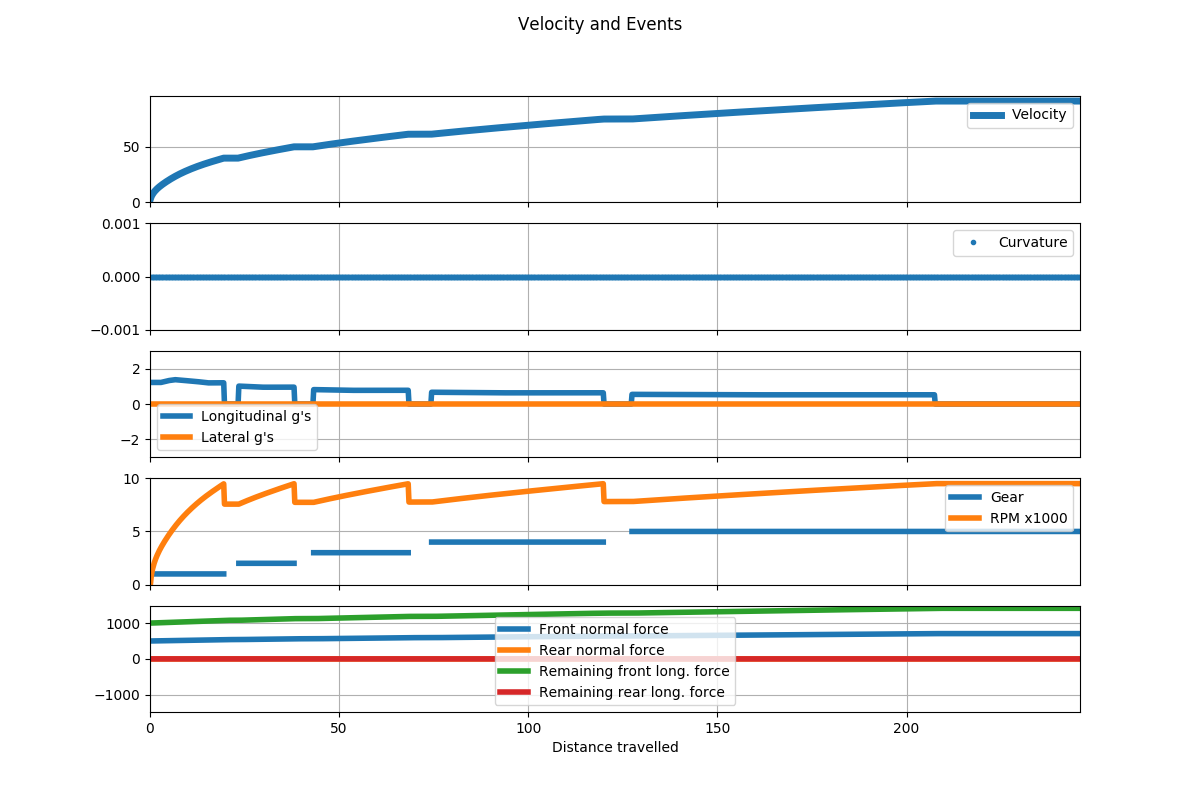 Velocity and Events
50
0
Velocity
0.001
0.000
−0.001
Curvature
2
0
−2
Longitudinal g's
Lateral g's
10
5
0
Gear
RPM x1000
1000
0
−1000
Front normal force
Rear normal force
Remaining front long. force
Remaining rear long. force
0 50 100 150 200
Distance travelled